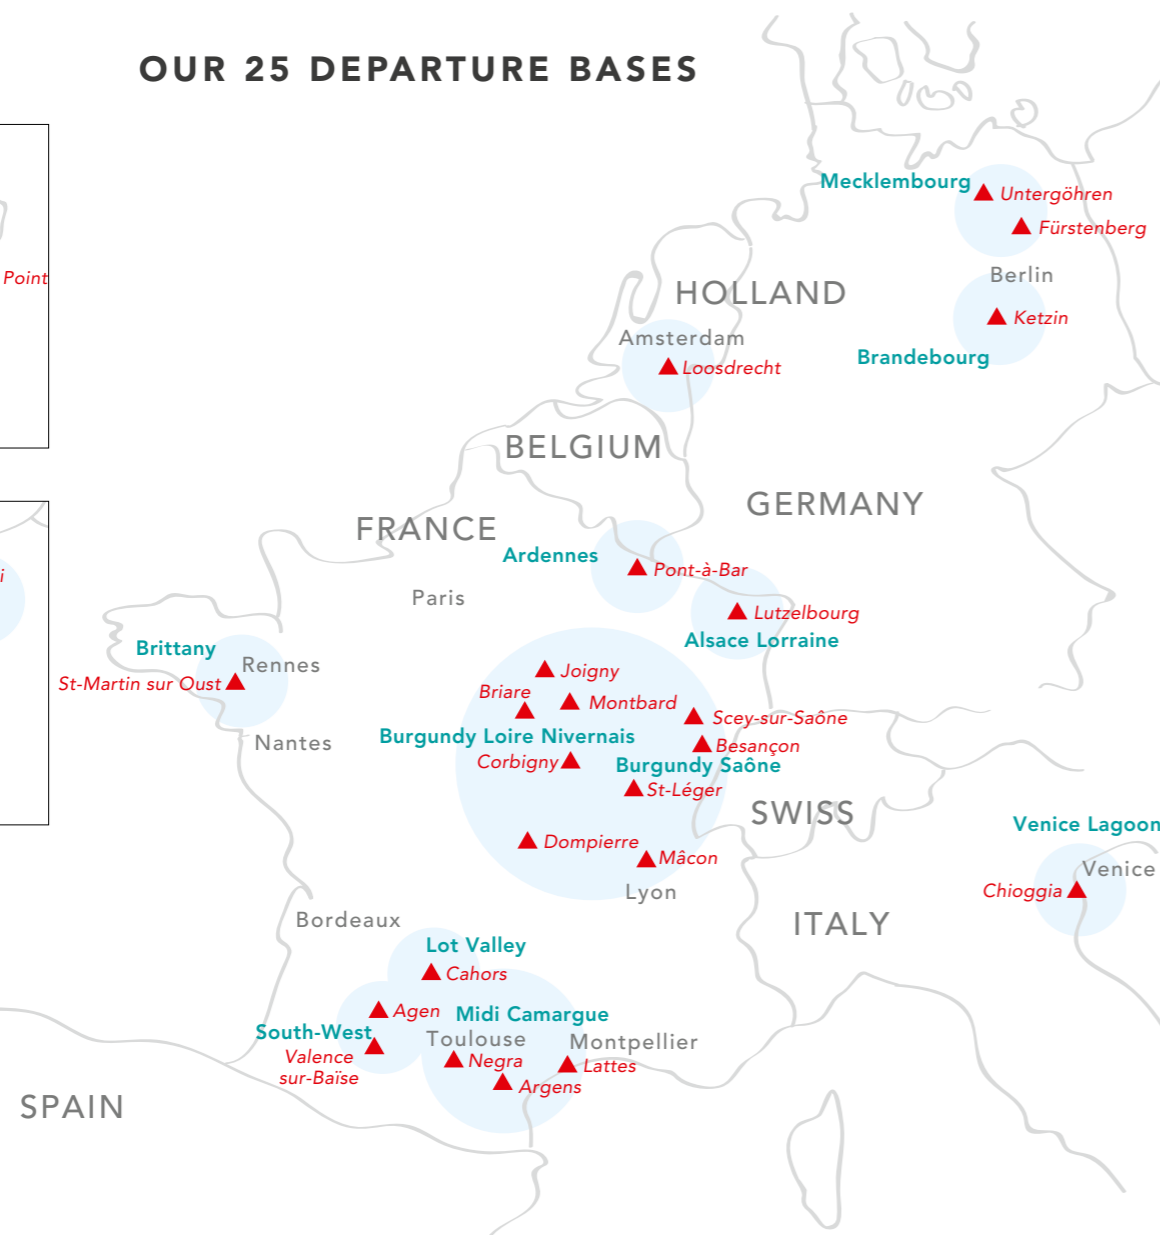 OUR 25 DEPARTURE BASES
Mecklembourg
Untergöhren
Fürstenberg
Point
Berlin
HOLLAND
Ketzin
Amsterdam
Brandebourg
Loosdrecht
BELGIUM
GERMANY
FRANCE
Ardennes
Pont-à-Bar
i
Paris
Lutzelbourg
Alsace Lorraine
Brittany
Rennes
St-Martin sur Oust
Joigny
Briare
Montbard
Scey-sur-Saône
Nantes
Burgundy Loire Nivernais
Besançon
Corbigny
Burgundy Saône
St-Léger
SWISS
Venice Lagoon
Dompierre
Mâcon
Venice
Chioggia
Lyon
Bordeaux
ITALY
Lot Valley
Cahors
Agen
Midi Camargue
South-West
Toulouse
Montpellier
Valence
sur-Baïse
Negra
Lattes
Argens
SPAIN